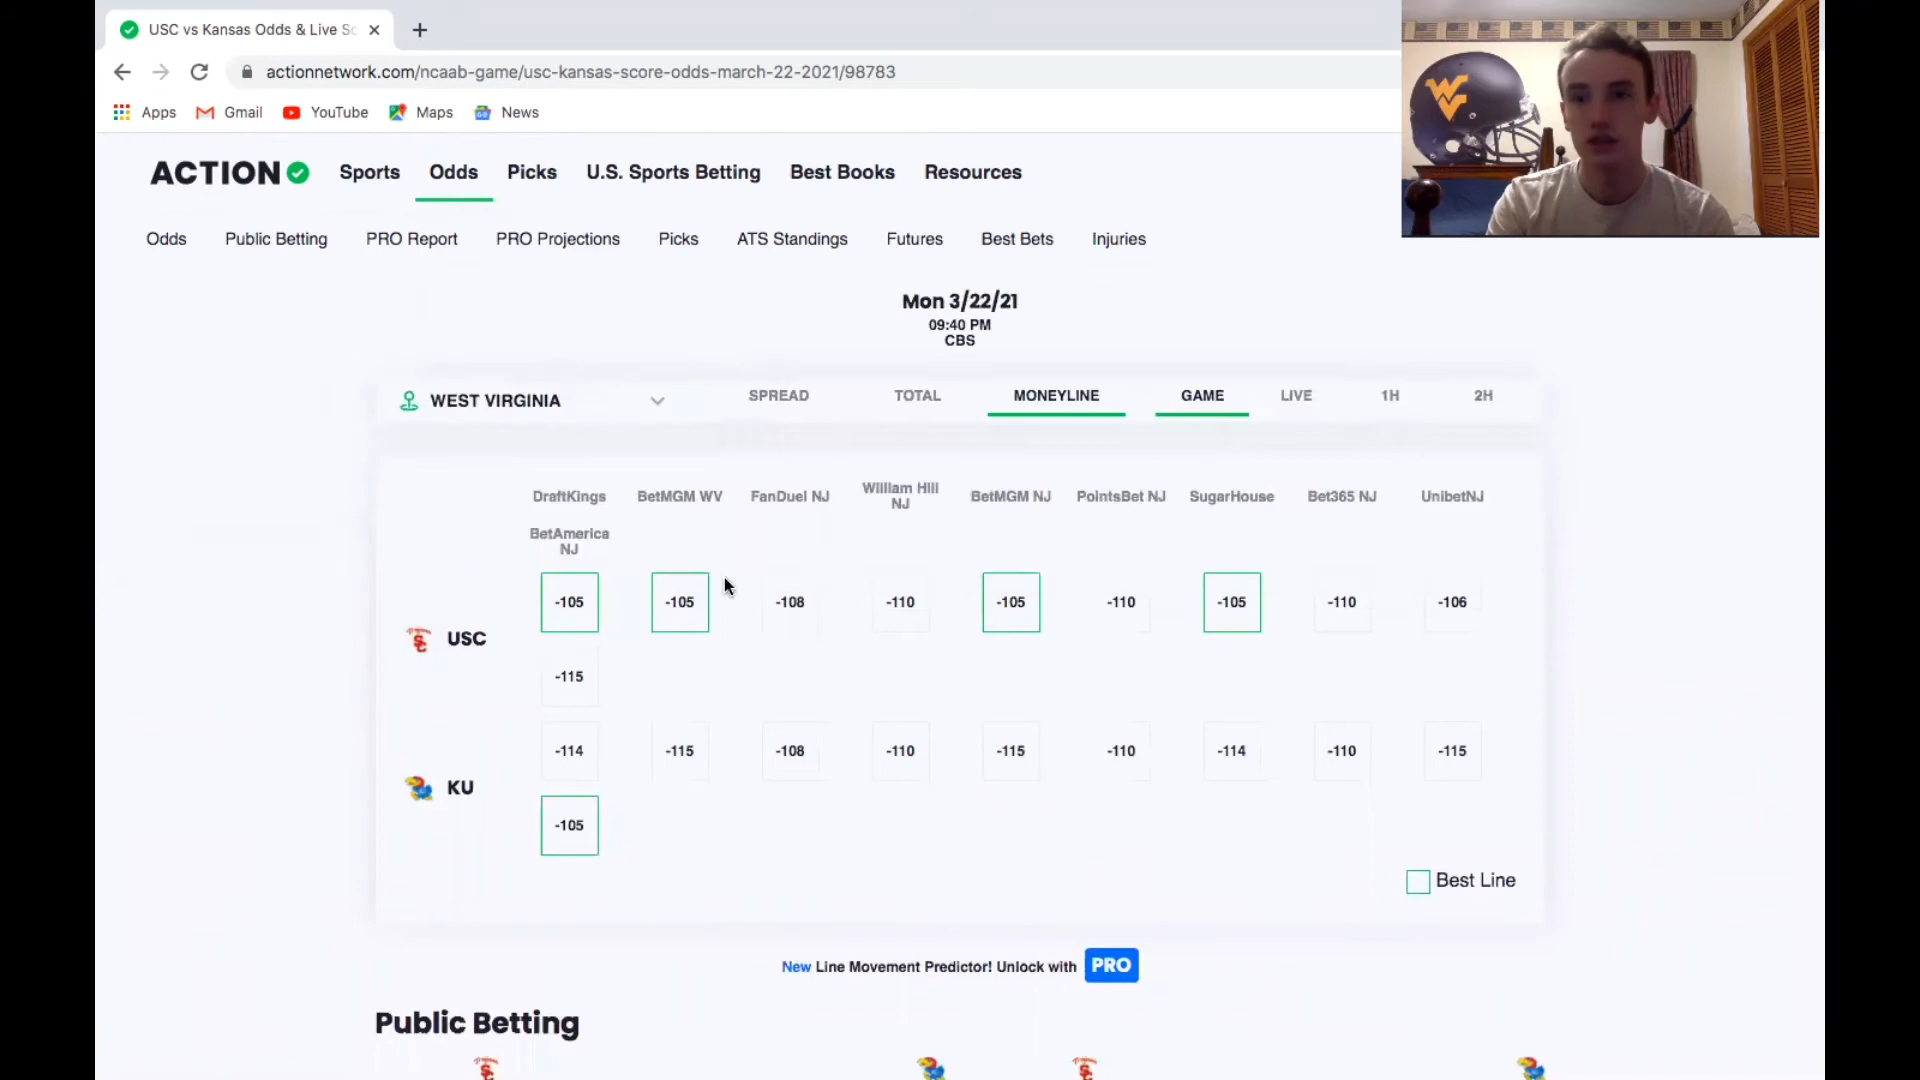 USC vs Kansas Odds & Live Sc
actionnetwork.com/ncaab-game/usc-kansas-score-odds-march-22-2021/98783
Apps Gmail YouTube Maps News
ACTION Sports Odds Picks U.S. Sports Betting Best Books Resources
Odds Public Betting PRO Report PRO Projections Picks ATS Standings Futures Best Bets Injuries
Mon 3/22/21
09:40 PM
CBS
WEST VIRGINIA SPREAD TOTAL MONEYLINE GAME LIVE 1H 2H
DraftKings BetMGM WV FanDuel NJ William Hill NJ BetMGM NJ PointsBet NJ SugarHouse Bet365 NJ UnibetNJ
BetAmerica NJ
-105 -105 -108 -110 -105 -110 -105 -110 -106
USC
-115
-114 -115 -108 -110 -115 -110 -114 -110 -115
KU
-105
Best Line
New Line Movement Predictor! Unlock with PRO
Public Betting